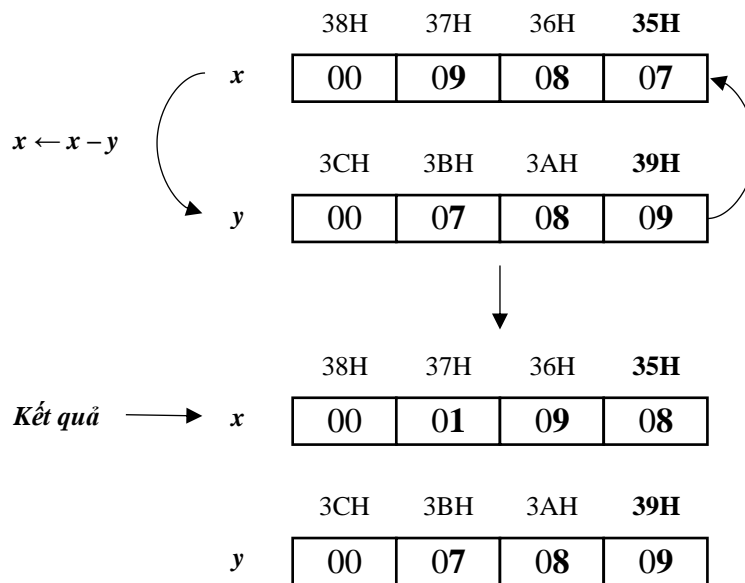 38H 37H 36H 35H
x 00 09 08 07
x ← x – y
3CH 3BH 3AH 39H
y 00 07 08 09
38H 37H 36H 35H
Kết quả x 00 01 09 08
3CH 3BH 3AH 39H
y 00 07 08 09